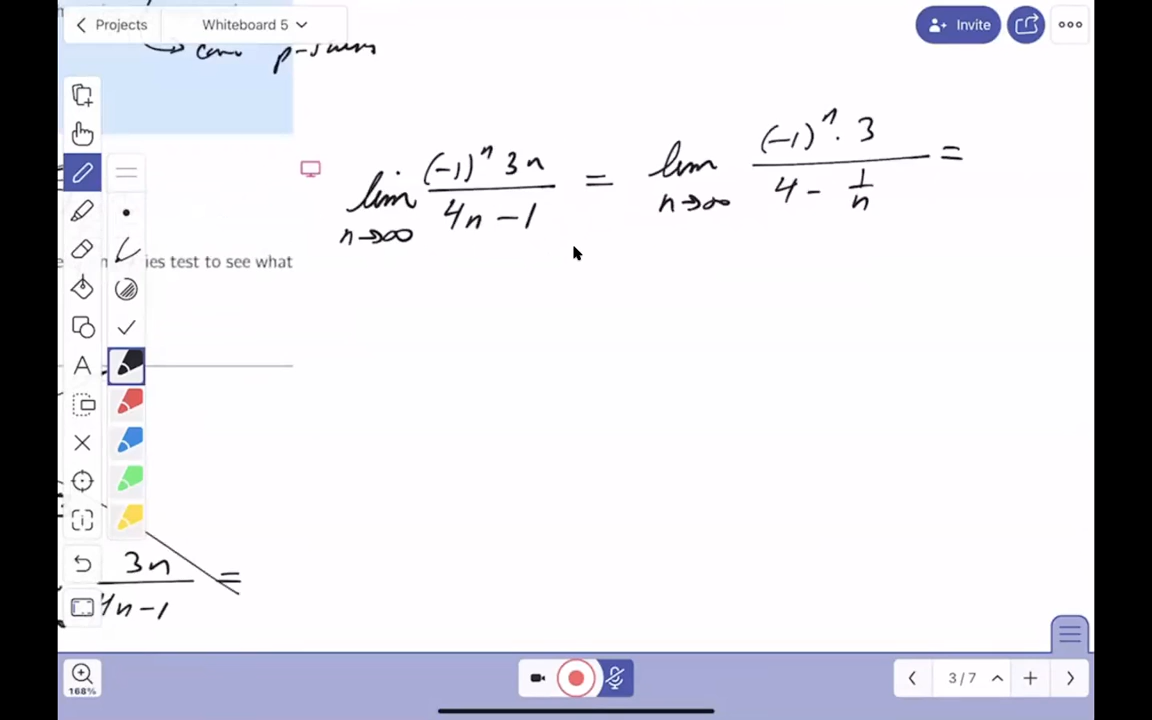 Projects
Whiteboard 5
Invite
lim n→∞ (-1)^n 3n / 4n - 1 = lim n→∞ (-1)^n · 3 / 4 - 1/n =
ies test to see what
A
3n / 4n - 1 =
168%
3 / 7